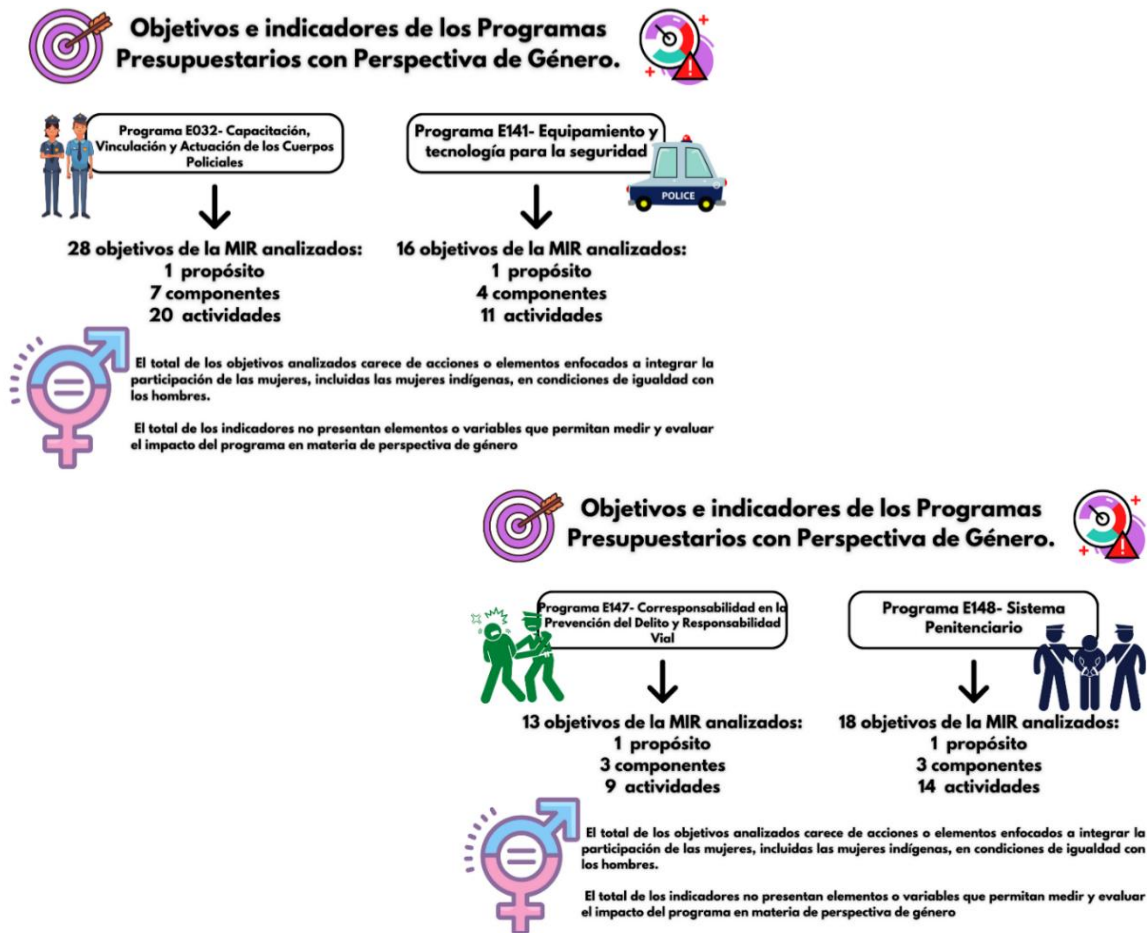 Objetivos e indicadores de los Programas
Presupuestarios con Perspectiva de Género.
Programa E032- Capacitación,
Vinculación y Actuación de los Cuerpos
Policiales
28 objetivos de la MIR analizados:
1 propósito
7 componentes
20 actividades
Programa E141- Equipamiento y
tecnología para la seguridad
POLICE
16 objetivos de la MIR analizados:
1 propósito
4 componentes
11 actividades
El total de los objetivos analizados carece de acciones o elementos enfocados a integrar la
participación de las mujeres, incluidas las mujeres indígenas, en condiciones de igualdad con
los hombres.
El total de los indicadores no presentan elementos o variables que permitan medir y evaluar
el impacto del programa en materia de perspectiva de género
Objetivos e indicadores de los Programas
Presupuestarios con Perspectiva de Género.
Programa E147- Corresponsabilidad en la
Prevención del Delito y Responsabilidad
Vial
13 objetivos de la MIR analizados:
1 propósito
3 componentes
9 actividades
Programa E148- Sistema
Penitenciario
18 objetivos de la MIR analizados:
1 propósito
3 componentes
14 actividades
El total de los objetivos analizados carece de acciones o elementos enfocados a integrar la
participación de las mujeres, incluidas las mujeres indígenas, en condiciones de igualdad con
los hombres.
El total de los indicadores no presentan elementos o variables que permitan medir y evaluar
el impacto del programa en materia de perspectiva de género